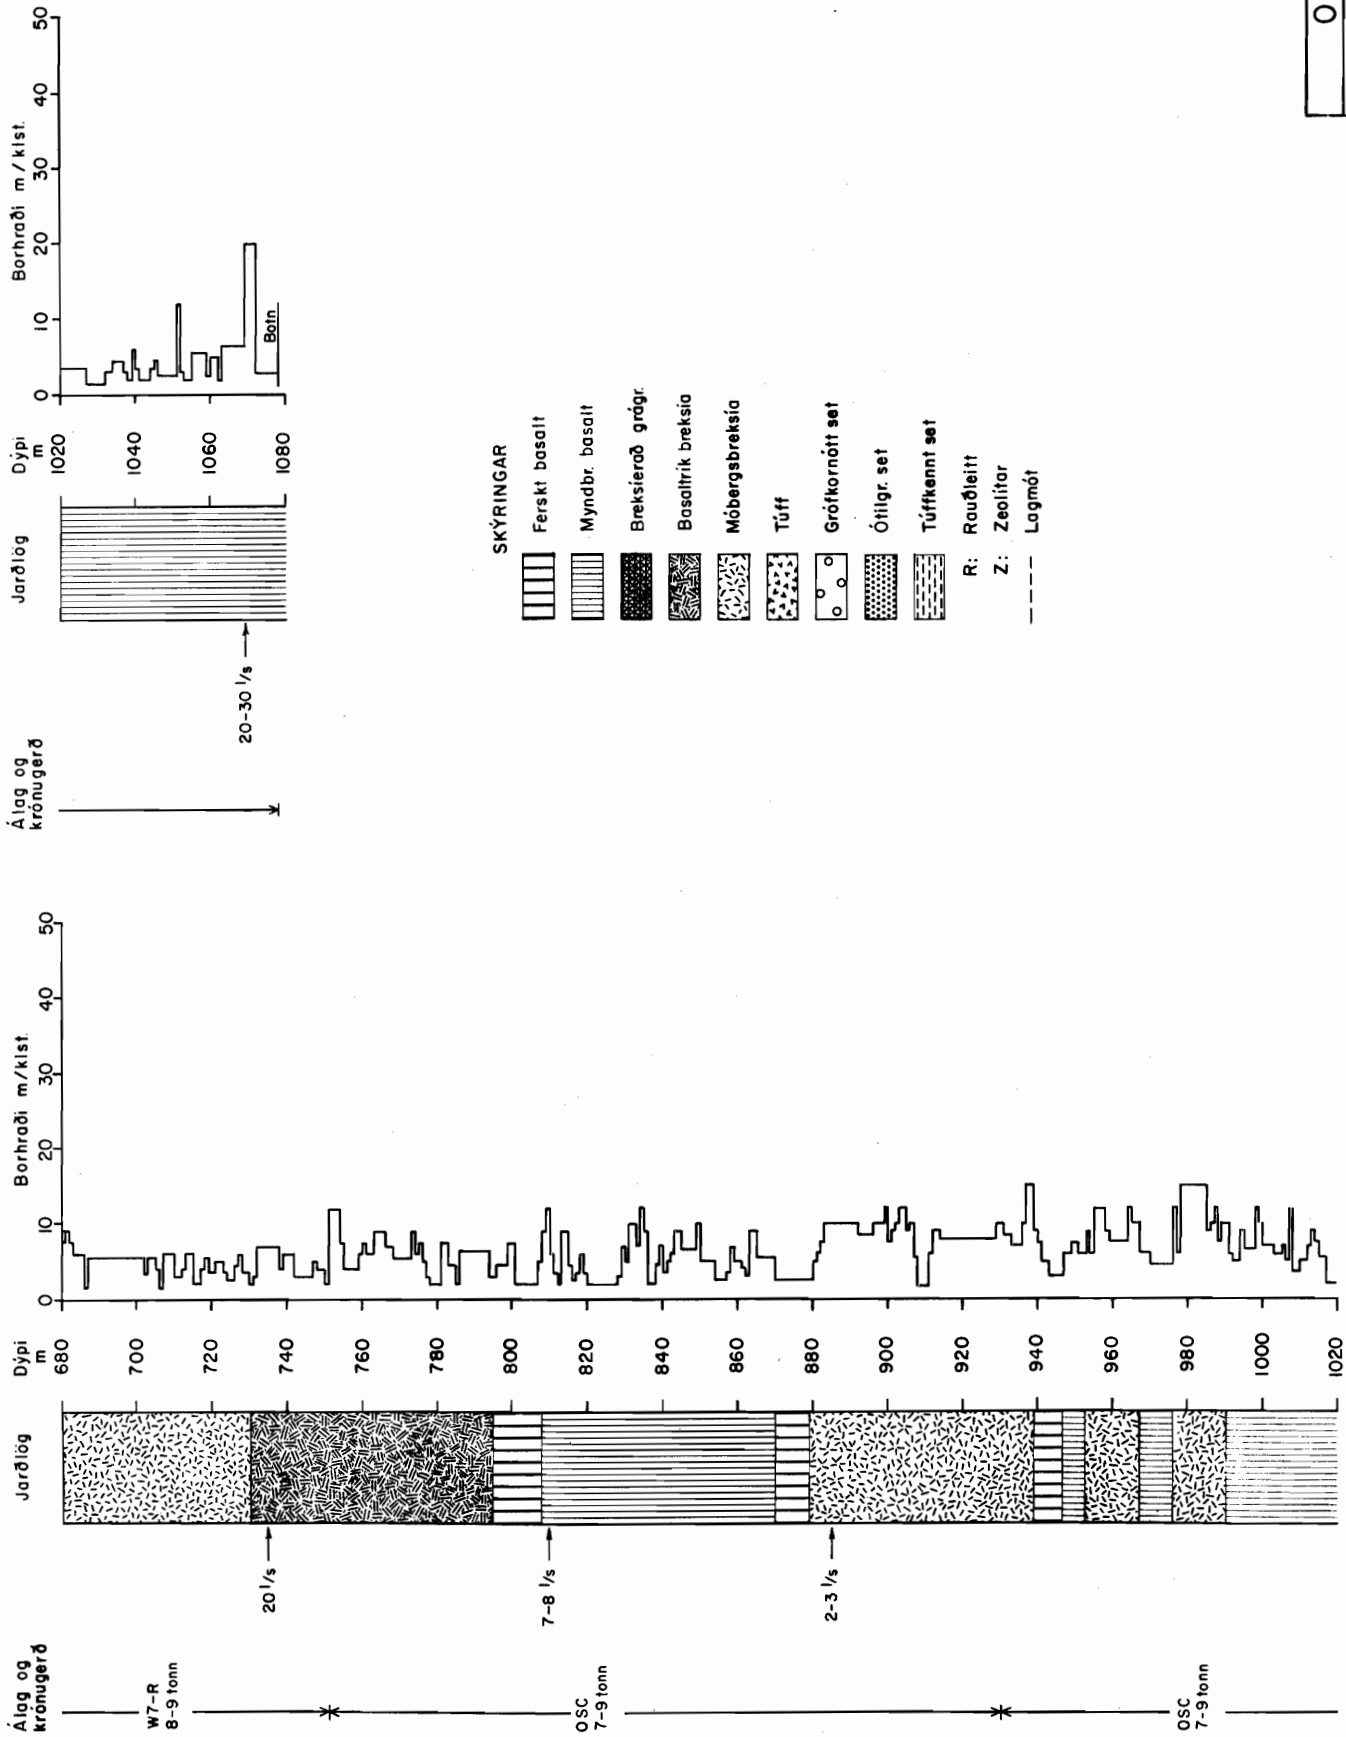 Álag og
krónugerð
Jarðlög
Dýpi
m
Borhraði m/klst.
680
700
720
740
760
780
800
820
840
860
880
900
920
940
960
980
1000
1020
0
10
20
30
40
50
W7-R
8-9 tonn
OSC
7-9 tonn
OSC
7-9 tonn
20 l/s
7-8 l/s
2-3 l/s
Álag og
krónugerð
Jarðlög
Dýpi
m
Borhraði m/klst.
1020
1040
1060
1080
0
10
20
30
40
50
20-30 l/s
Botn
SKÝRINGAR
Ferskt basalt
Myndbr. basalt
Breksíerað grágr.
Basaltrík breksía
Móbergsbreksía
Túff
Grófkornótt set
Ótilgr. set
Túffkennt set
R: Rauðleitt
Z: Zeolítar
Lagmót
O